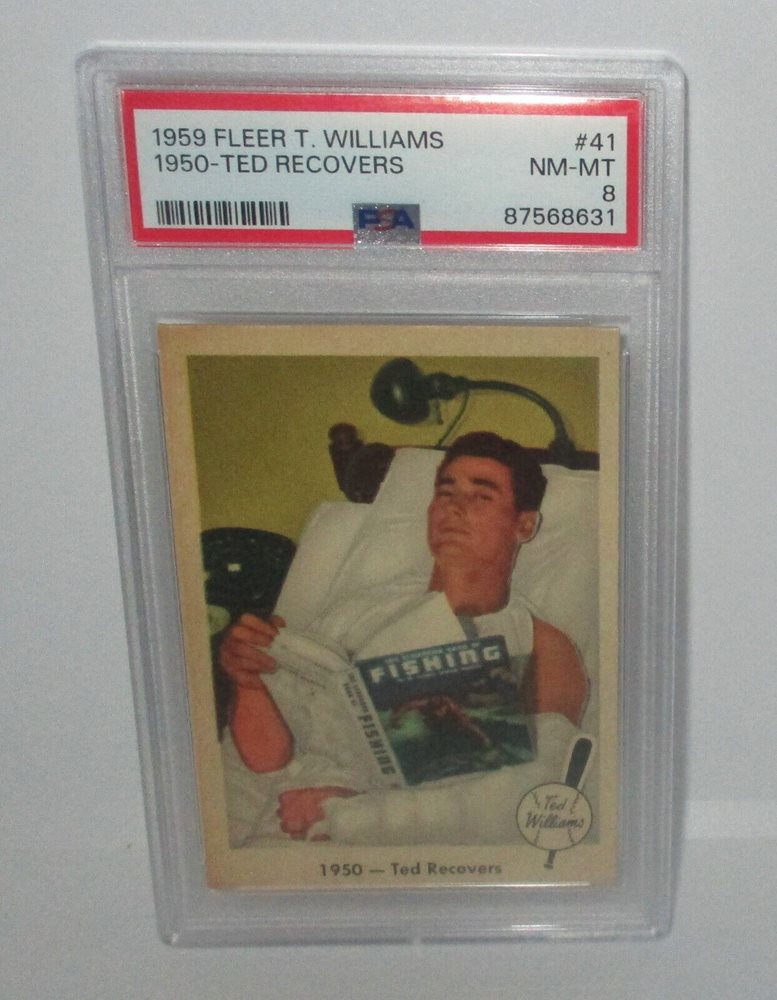 1959 FLEER T. WILLIAMS #41
1950-TED RECOVERS NM-MT
8
PSA 87568631
FISHING
FISHING
Ted
Williams
1950 — Ted Recovers